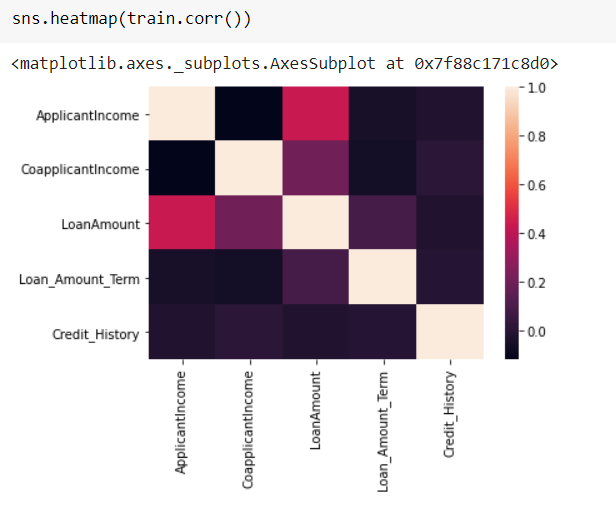 sns.heatmap(train.corr())
<matplotlib.axes._subplots.AxesSubplot at 0x7f88c171c8d0>
ApplicantIncome
CoapplicantIncome
LoanAmount
Loan_Amount_Term
Credit_History
ApplicantIncome
CoapplicantIncome
LoanAmount
Loan_Amount_Term
Credit_History
1.0
0.8
0.6
0.4
0.2
0.0